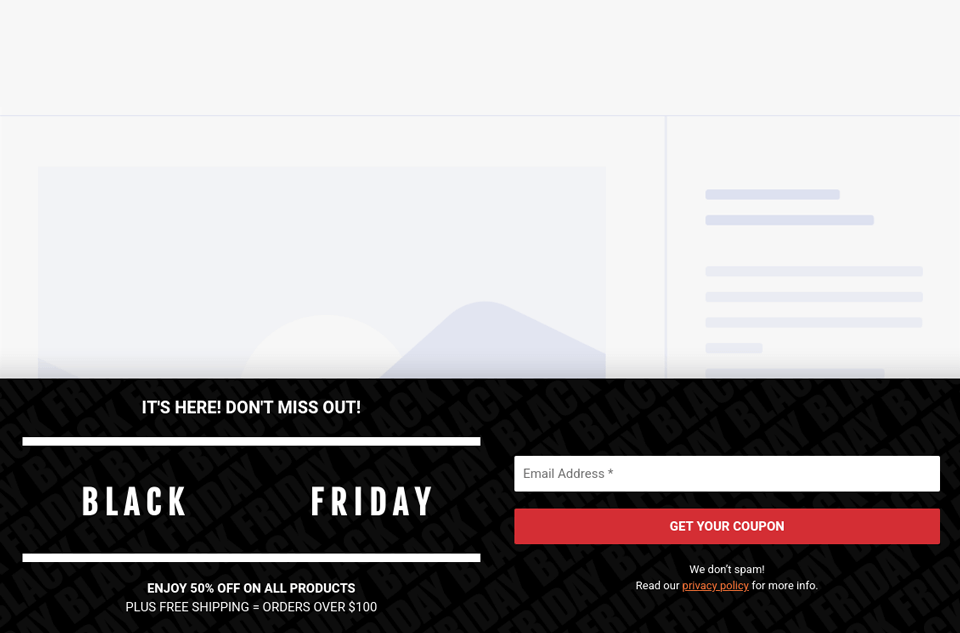 IT'S HERE! DON'T MISS OUT!
BLACK FRIDAY
ENJOY 50% OFF ON ALL PRODUCTS
PLUS FREE SHIPPING = ORDERS OVER $100
Email Address *
GET YOUR COUPON
We don't spam!
Read our privacy policy for more info.